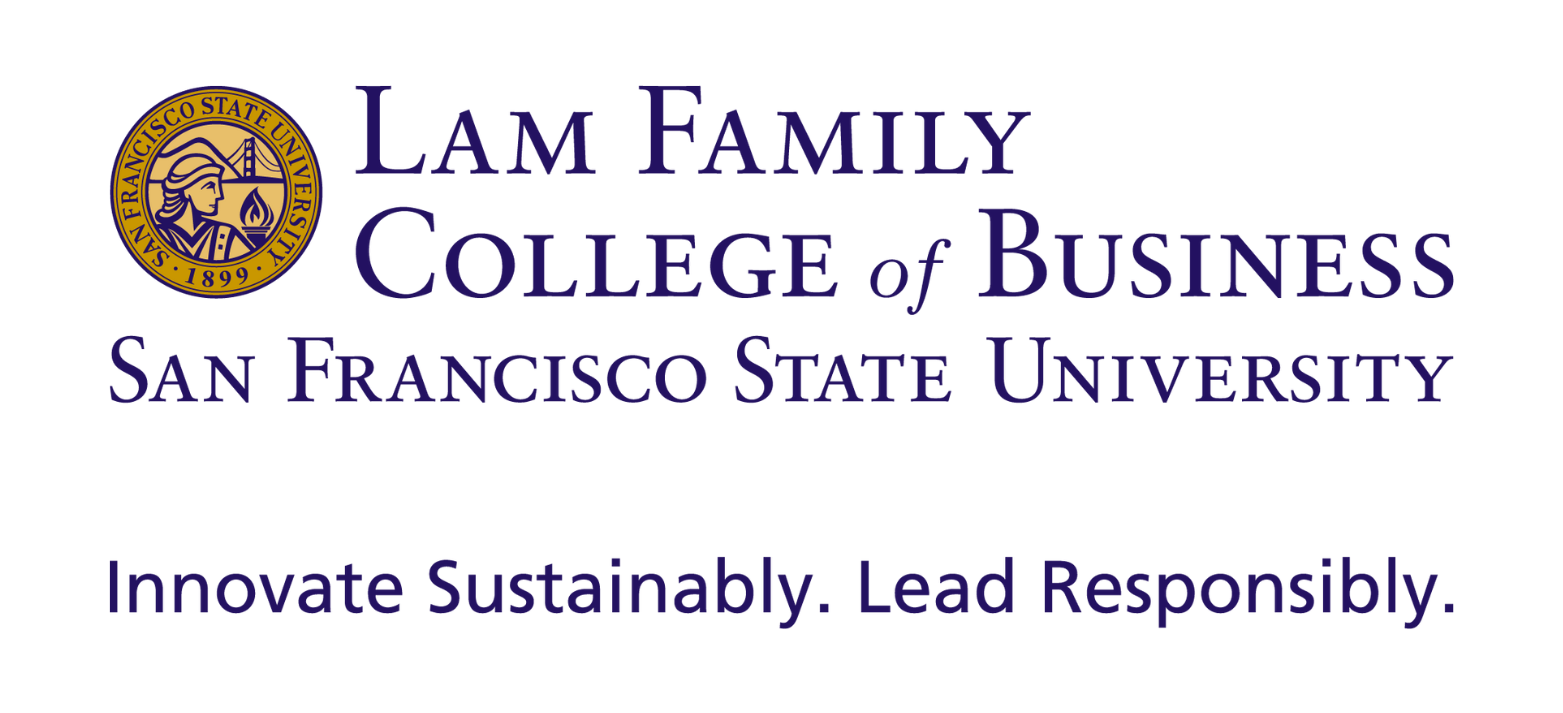 SAN FRANCISCO STATE UNIVERSITY
· 1899 ·
LAM FAMILY
COLLEGE of BUSINESS
SAN FRANCISCO STATE UNIVERSITY
Innovate Sustainably. Lead Responsibly.